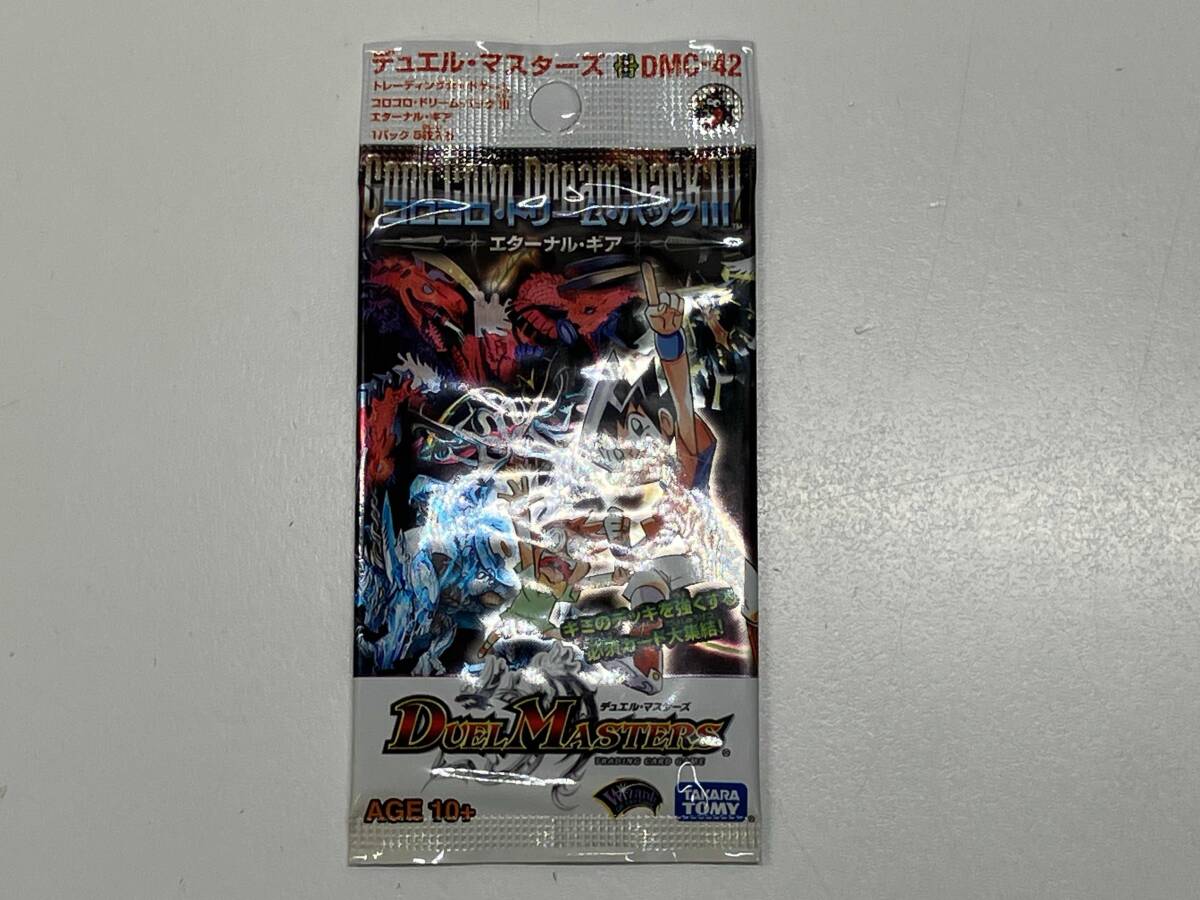 デュエル・マスターズ DMC-42
トレーディングカードゲーム
コロコロ・ドリーム・パック III
エターナル・ギア
1パック 5枚入り
Coro Coro Dream Pack III
コロコロ・ドリーム・パック III™
エターナル・ギア
キミのデッキを強くする
必須カード大集結!
デュエル・マスターズ
DUEL MASTERS®
TRADING CARD GAME
Wizards
AGE 10+
TAKARA
TOMY